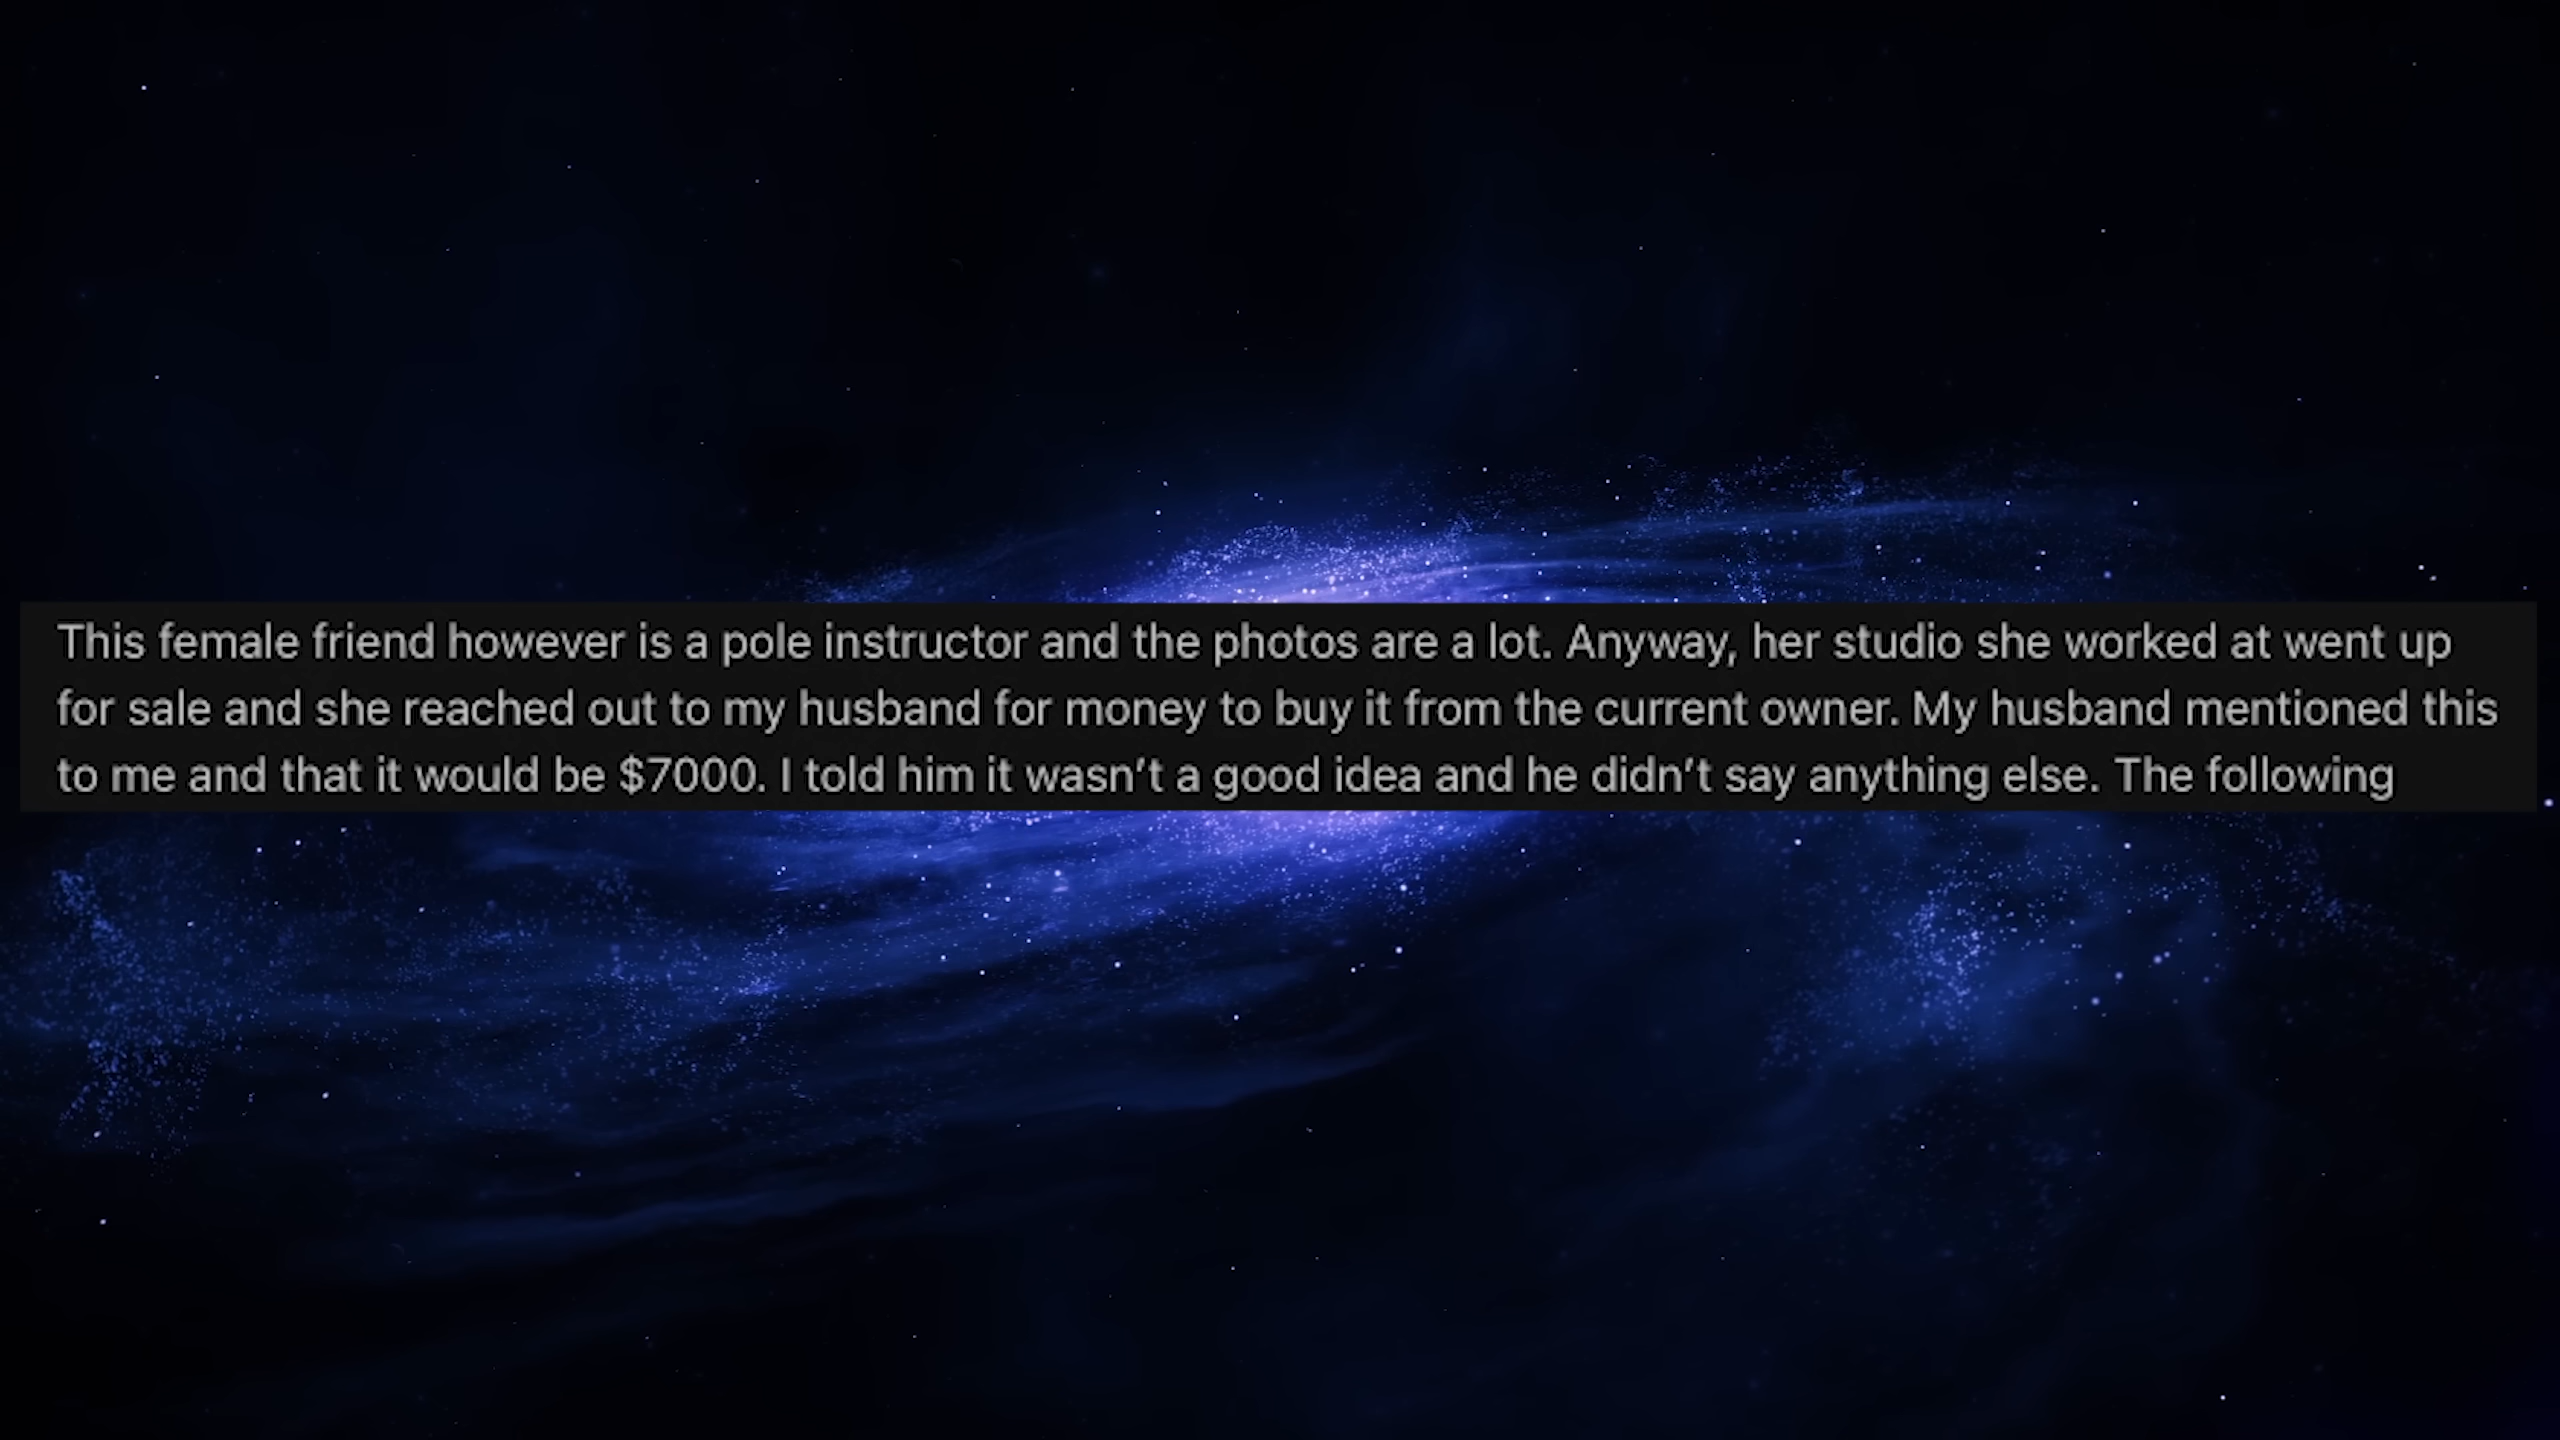 This female friend however is a pole instructor and the photos are a lot. Anyway, her studio she worked at went up
for sale and she reached out to my husband for money to buy it from the current owner. My husband mentioned this
to me and that it would be $7000. I told him it wasn’t a good idea and he didn’t say anything else. The following